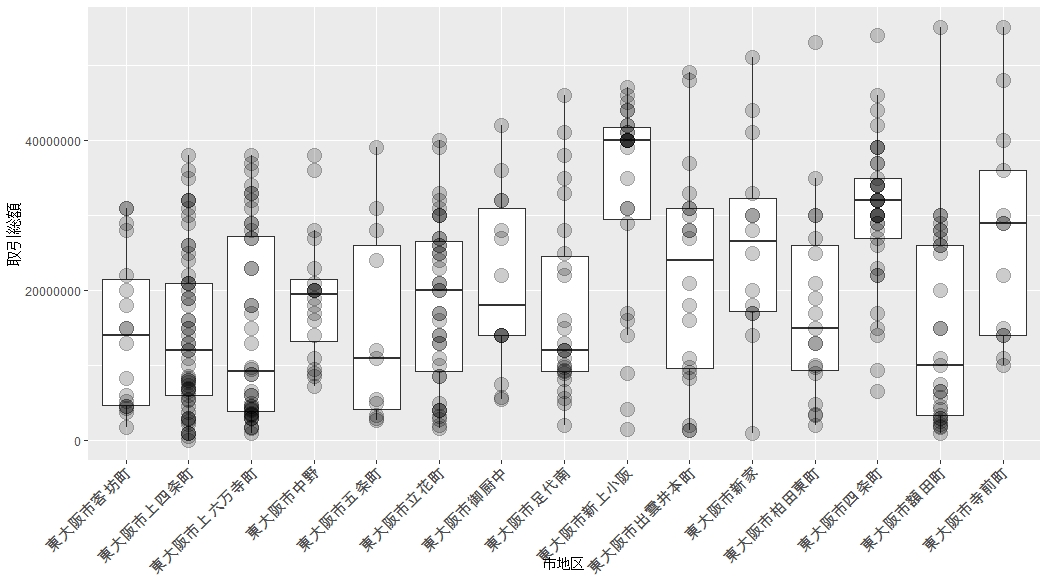 取引総額
40000000
20000000
0
東大阪市客坊町
東大阪市上四条町
東大阪市上六万寺町
東大阪市中野
東大阪市五条町
東大阪市立花町
東大阪市御厨中
東大阪市足代南
東大阪市新上小阪
東大阪市出雲井本町
東大阪市新家
東大阪市柏田東町
東大阪市四条町
東大阪市額田町
東大阪市寺前町
市地区